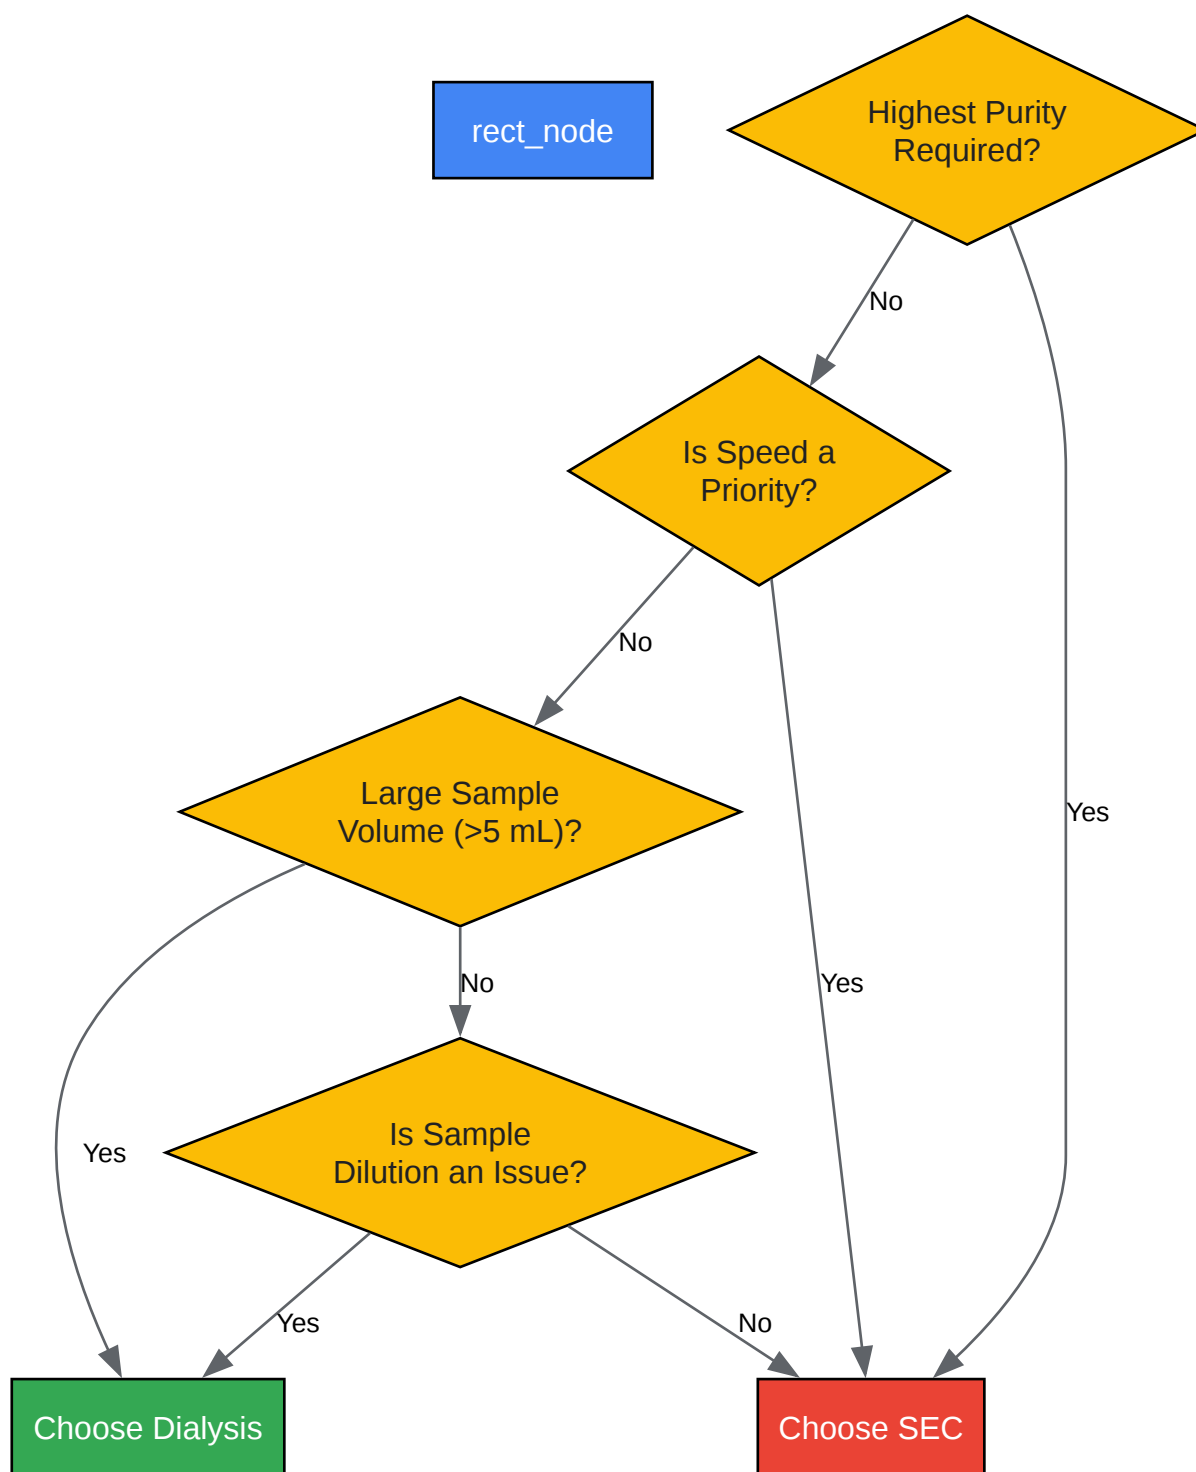 rect_node
Highest Purity
Required?
No
Is Speed a
Priority?
No
Large Sample
Volume (>5 mL)?
Yes
No
Yes
Yes
Is Sample
Dilution an Issue?
Yes
No
Choose Dialysis
Choose SEC